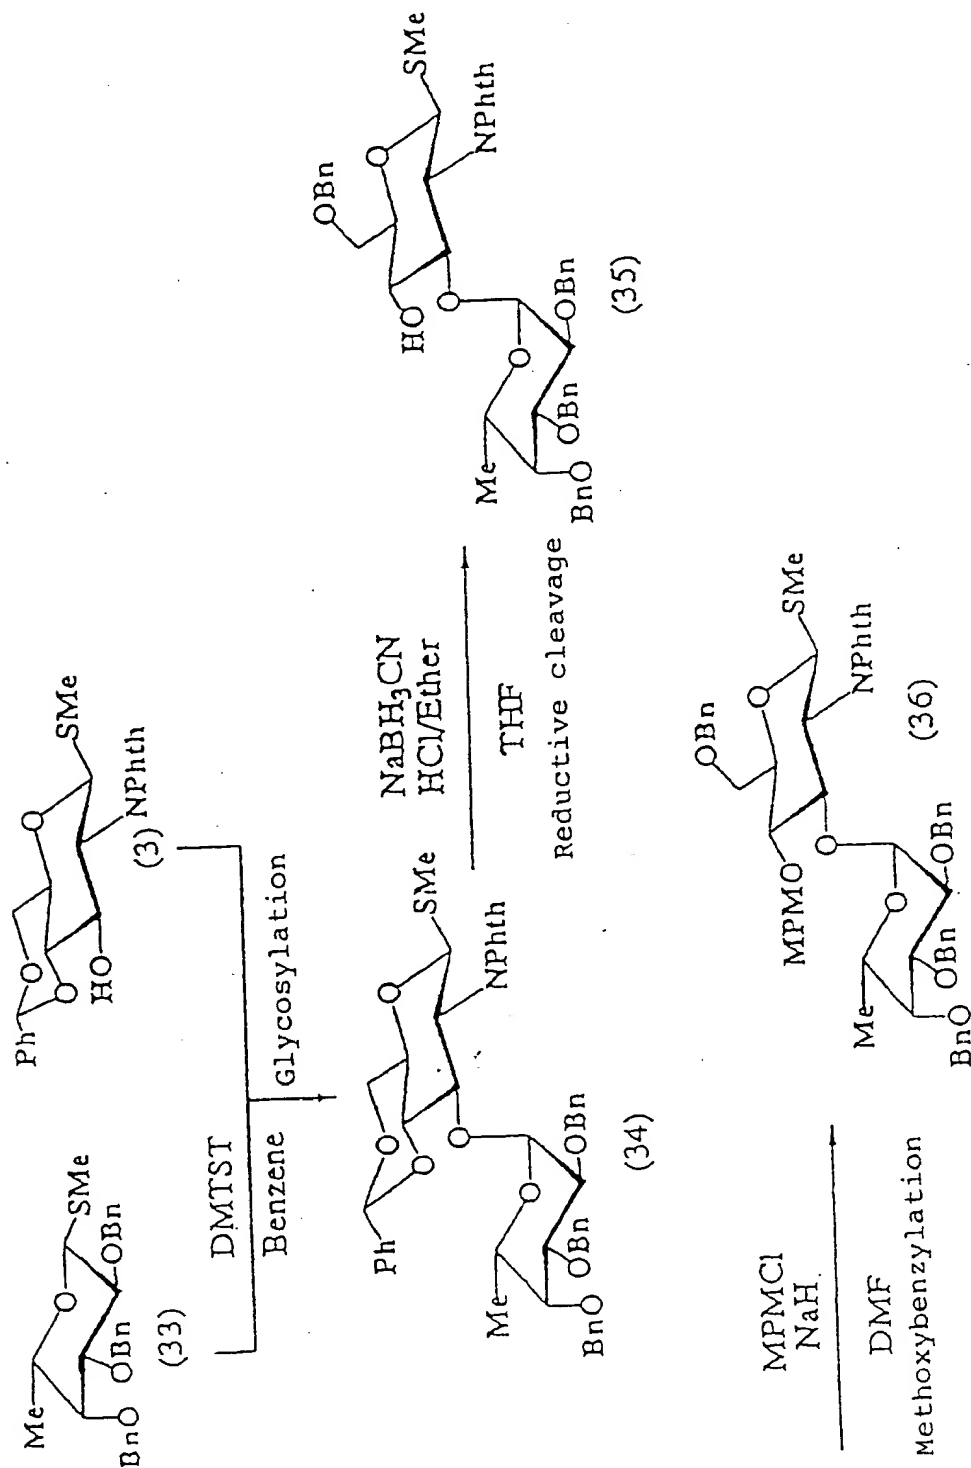 Me
O
SMe
BnO
OBn
OBn
(33)
Ph
O
O
HO
O
SMe
NPhth
(3)
DMTST
Benzene
Glycosylation
Ph
O
O
O
SMe
NPhth
O
Me
O
BnO
OBn
OBn
(34)
NaBH₃CN
HCl/Ether
THF
Reductive cleavage
OBn
HO
O
SMe
NPhth
O
Me
O
BnO
OBn
OBn
(35)
MPMCl
NaH
DMF
Methoxybenzylation
OBn
MPMO
O
SMe
NPhth
O
Me
O
BnO
OBn
OBn
(36)